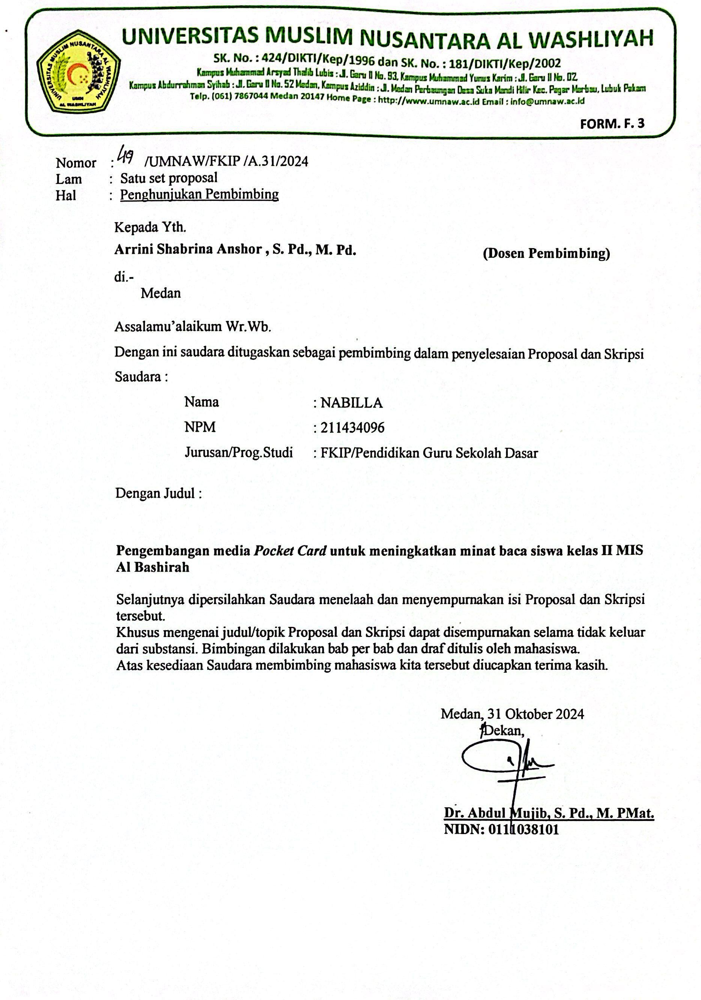 UNIVERSITAS MUSLIM NUSANTARA AL WASHLIYAH
UMN
AL WASHLIYAH
UNIVERSITAS MUSLIM NUSANTARA AL WASHLIYAH
SK. No. : 424/DIKTI/Kep/1996 dan SK. No. : 181/DIKTI/Kep/2002
Kampus Muhammad Arsyad Thalib Lubis : Jl. Garu II No. 93, Kampus Muhammad Yunus Karim : Jl. Garu II No. 02,
Kampus Abdurrahman Syihab : Jl. Garu II No. 52 Medan, Kampus Aziddin : Jl. Medan Perbaungan Desa Suka Mandi Hilir Kec. Pagar Merbau, Lubuk Pakam
Telp. (061) 7867044 Medan 20147 Home Page : http://www.umnaw.ac.id Email : info@umnaw.ac.id
FORM. F. 3
Nomor : 49 /UMNAW/FKIP /A.31/2024
Lam : Satu set proposal
Hal : Penghunjukan Pembimbing
Kepada Yth.
Arrini Shabrina Anshor , S. Pd., M. Pd. (Dosen Pembimbing)
di.-
Medan
Assalamu’alaikum Wr.Wb.
Dengan ini saudara ditugaskan sebagai pembimbing dalam penyelesaian Proposal dan Skripsi
Saudara :
Nama : NABILLA
NPM : 211434096
Jurusan/Prog.Studi : FKIP/Pendidikan Guru Sekolah Dasar
Dengan Judul :
Pengembangan media Pocket Card untuk meningkatkan minat baca siswa kelas II MIS
Al Bashirah
Selanjutnya dipersilahkan Saudara menelaah dan menyempurnakan isi Proposal dan Skripsi
tersebut.
Khusus mengenai judul/topik Proposal dan Skripsi dapat disempurnakan selama tidak keluar
dari substansi. Bimbingan dilakukan bab per bab dan draf ditulis oleh mahasiswa.
Atas kesediaan Saudara membimbing mahasiswa kita tersebut diucapkan terima kasih.
Medan, 31 Oktober 2024
Dekan,
Dr. Abdul Mujib, S. Pd., M. PMat.
NIDN: 0111038101